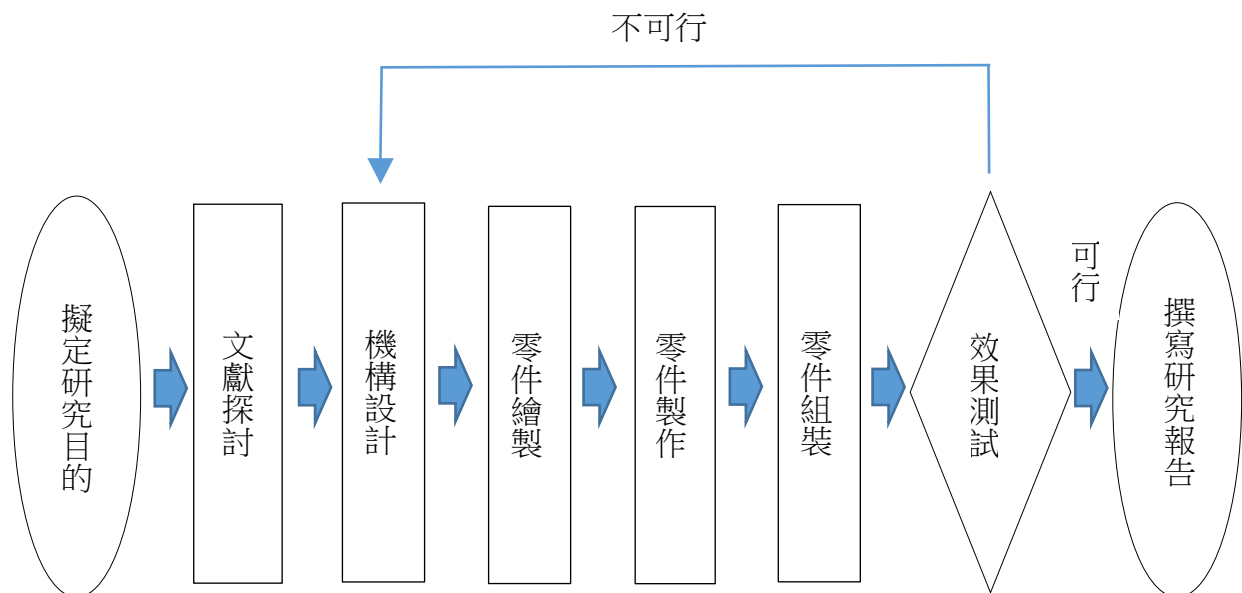 不可行
擬定研究目的
文獻探討
機構設計
零件繪製
零件製作
零件組裝
效果測試
可行
撰寫研究報告